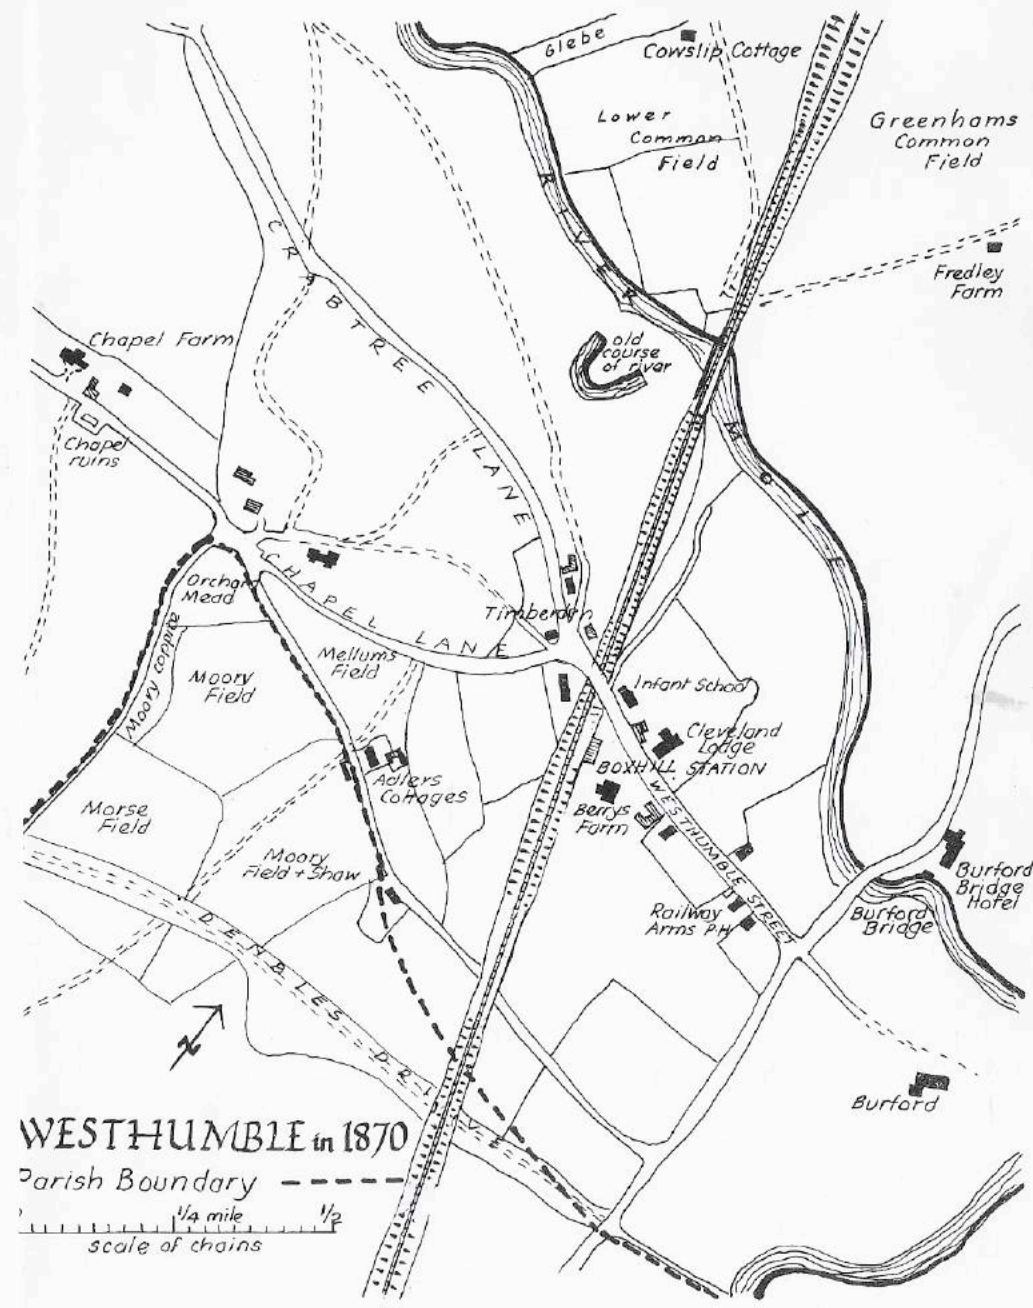 Glebe
Cowslip Cottage
Lower
Common
Field
Greenhams
Common
Field
RIVER
Fredley
Farm
CRABTREE
LANE
Chapel Farm
old
course
of river
Chapel
ruins
MOLE
Orchard
Mead
CHAPEL LANE
Timberden
Moory coppice
Mellums
Field
Moory
Field
Infant School
Cleveland
Lodge
BOXHILL STATION
Adlers
Cottages
Berrys
Farm
WESTHUMBLE STREET
Morse
Field
Moory
Field + Shaw
Burford
Bridge
Hotel
Railway
Arms P.H
Burford
Bridge
DENBIES DRIVE
N
Burford
WESTHUMBLE in 1870
Parish Boundary
1/4 mile 1/2
scale of chains